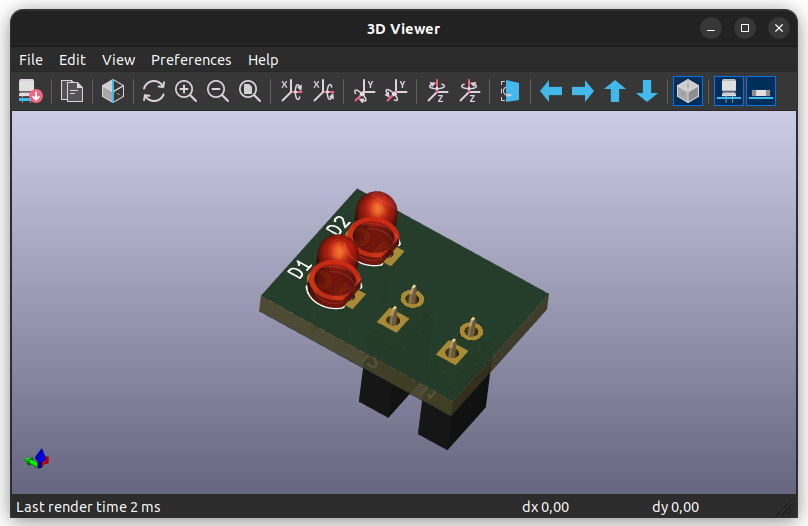 3D Viewer
File Edit View Preferences Help
X X Y Y Z Z
D2
D1
Last render time 2 ms dx 0,00 dy 0,00